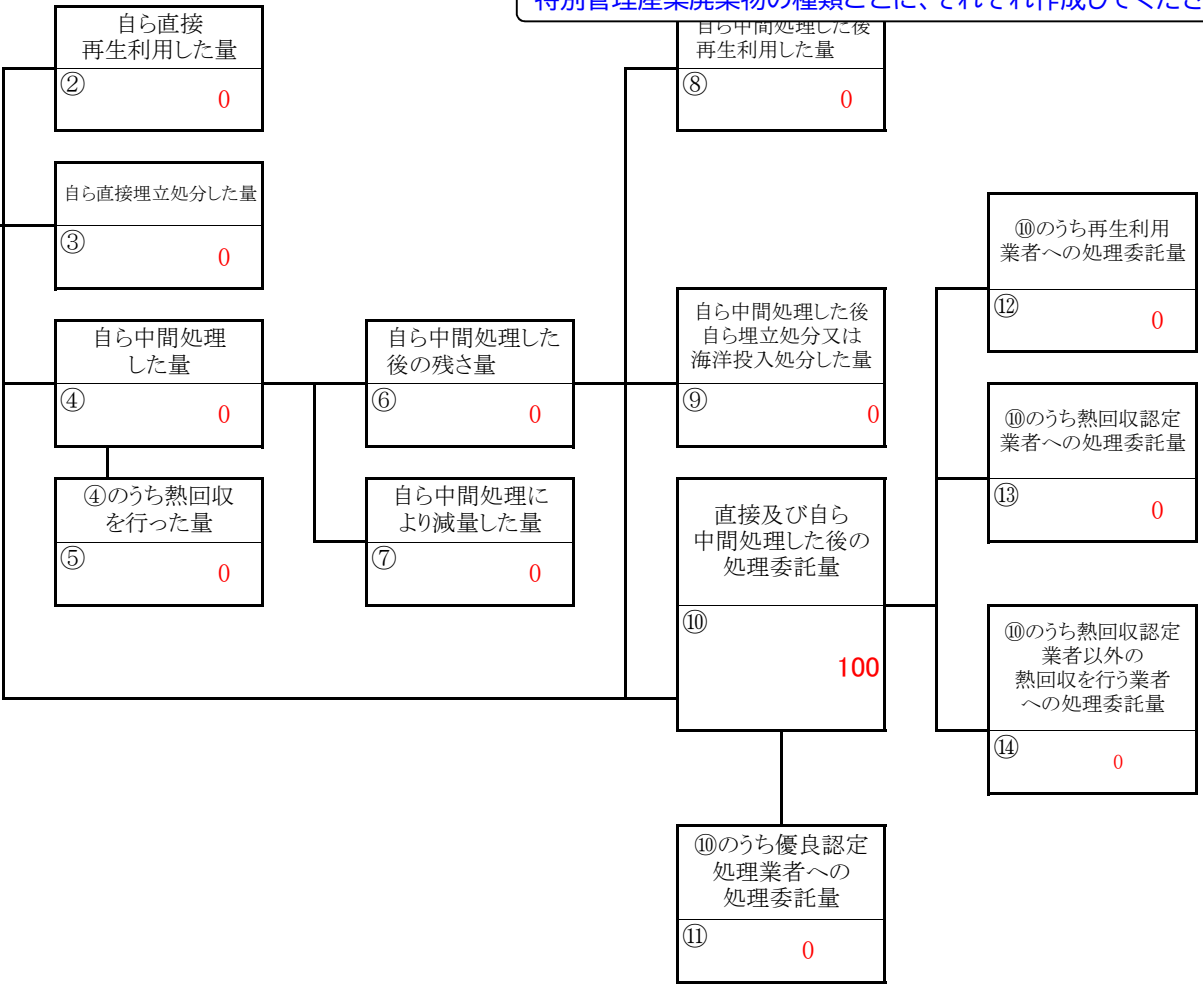 特別管理産業廃棄物の種類ごとに、それぞれ作成してくださ
自ら直接
再生利用した量
②
0
自ら中間処理した後
再生利用した量
⑧
0
自ら直接埋立処分した量
③
0
⑩のうち再生利用
業者への処理委託量
⑫
0
自ら中間処理
した量
④
0
自ら中間処理した
後の残さ量
⑥
0
自ら中間処理した後
自ら埋立処分又は
海洋投入処分した量
⑨
0
⑩のうち熱回収認定
業者への処理委託量
⑬
0
④のうち熱回収
を行った量
⑤
0
自ら中間処理に
より減量した量
⑦
0
直接及び自ら
中間処理した後の
処理委託量
⑩
100
⑩のうち熱回収認定
業者以外の
熱回収を行う業者
への処理委託量
⑭
0
⑩のうち優良認定
処理業者への
処理委託量
⑪
0